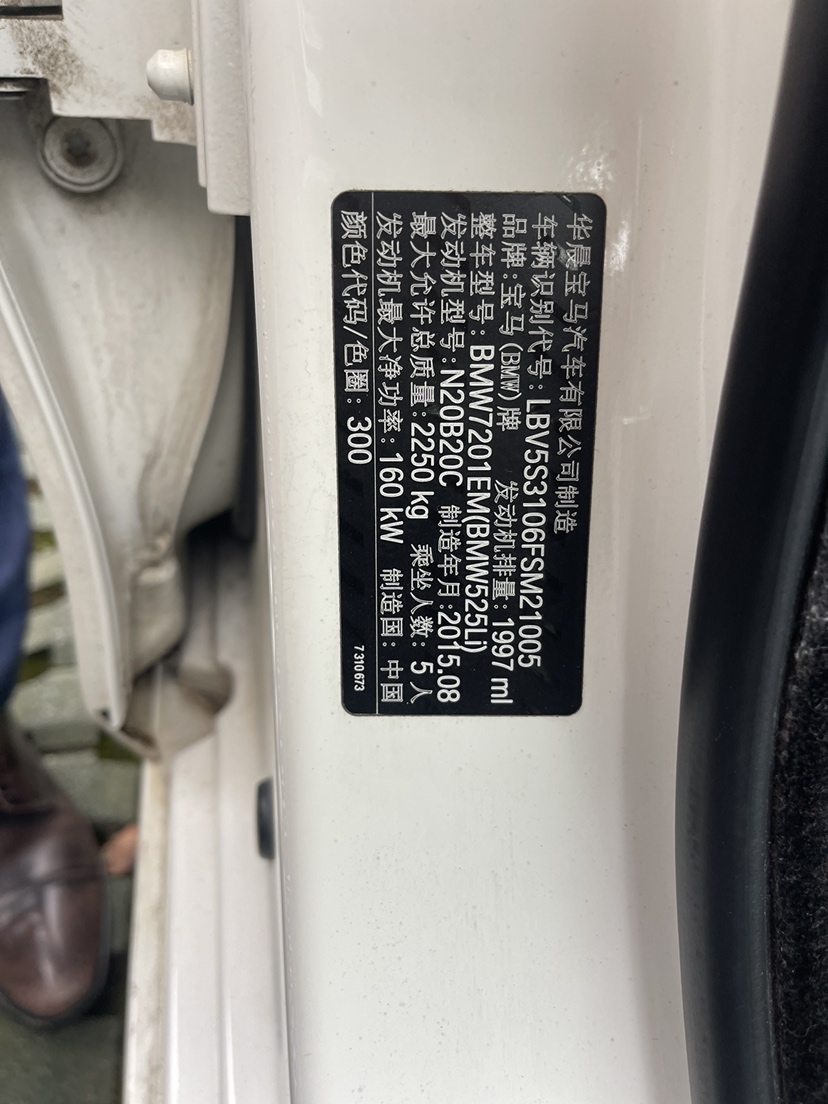 华晨宝马汽车有限公司制造
车辆识别代号: LBV5S3106FSM21005
品牌: 宝马(BMW)牌 发动机排量: 1997 ml
整车型号: BMW7201EM(BMW525Li)
发动机型号: N20B20C 制造年月: 2015.08
最大允许总质量: 2250 kg 乘坐人数: 5 人
发动机最大净功率: 160 kW 制造国: 中国
颜色代码/色圈: 300
7 310 673